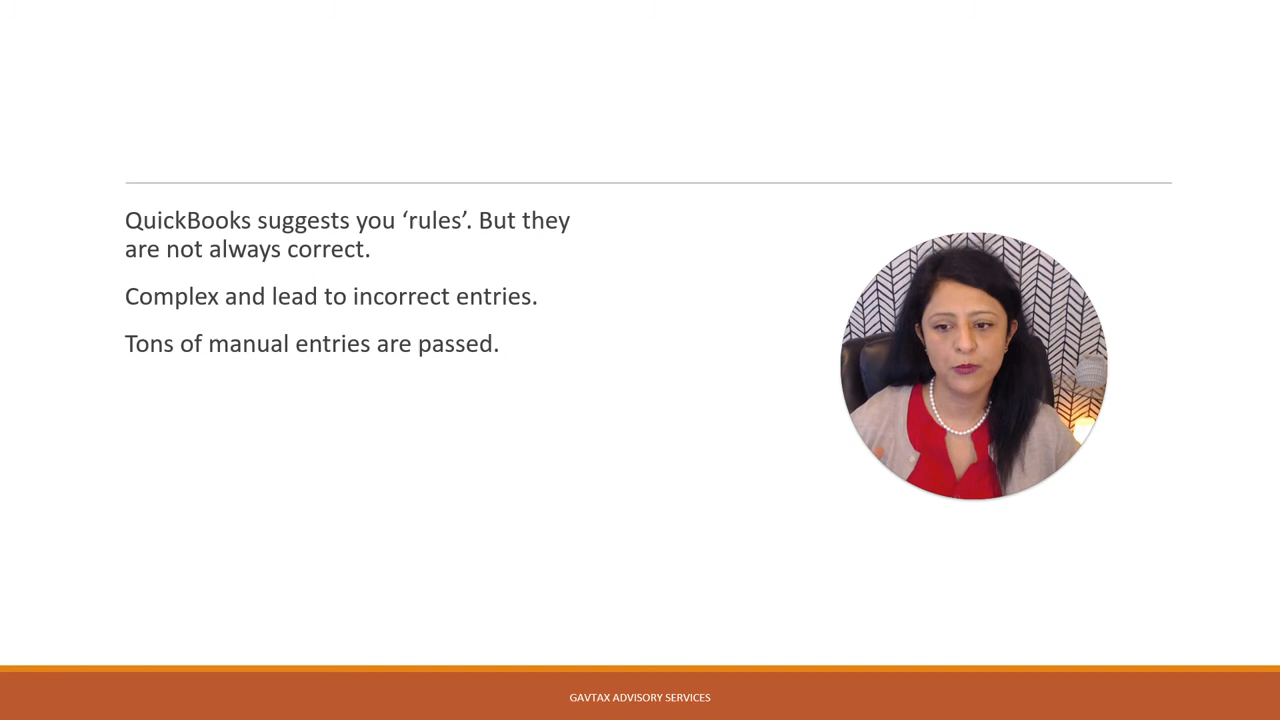 QuickBooks suggests you ‘rules’. But they
are not always correct.
Complex and lead to incorrect entries.
Tons of manual entries are passed.
GAVTAX ADVISORY SERVICES